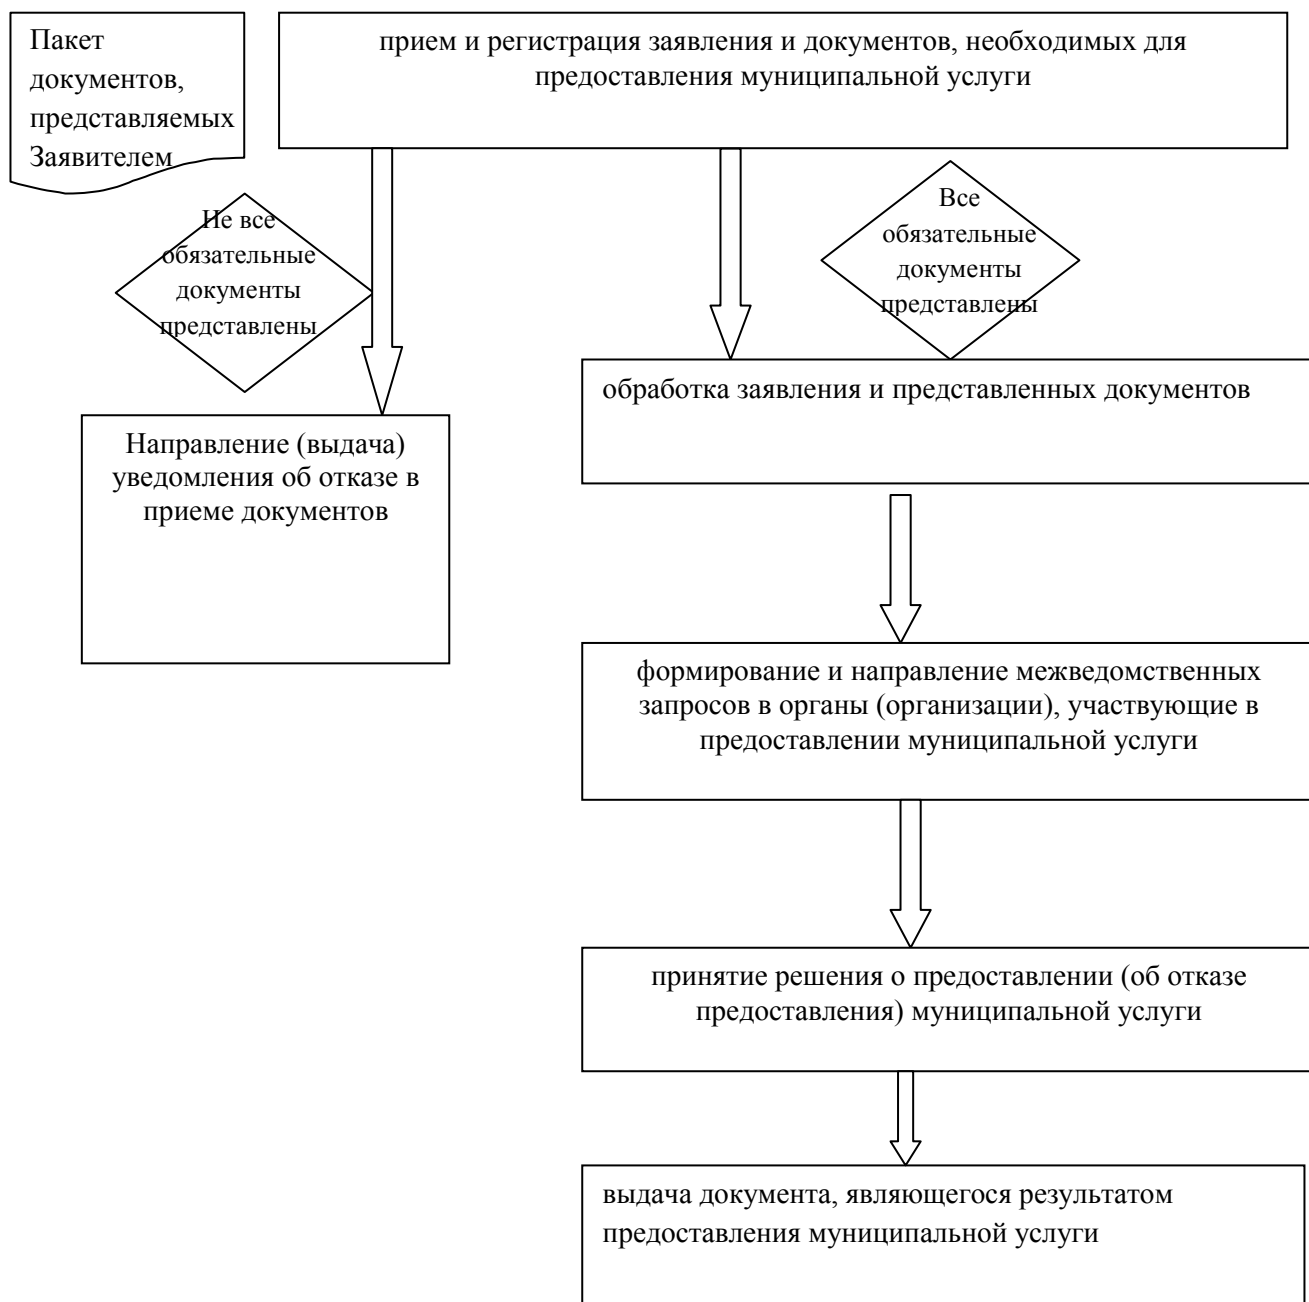 Пакет
документов,
представляемых
Заявителем
прием и регистрация заявления и документов, необходимых для
предоставления муниципальной услуги
Не все
обязательные
документы
представлены
Все
обязательные
документы
представлены
обработка заявления и представленных документов
Направление (выдача)
уведомления об отказе в
приеме документов
формирование и направление межведомственных
запросов в органы (организации), участвующие в
предоставлении муниципальной услуги
принятие решения о предоставлении (об отказе
предоставления) муниципальной услуги
выдача документа, являющегося результатом
предоставления муниципальной услуги